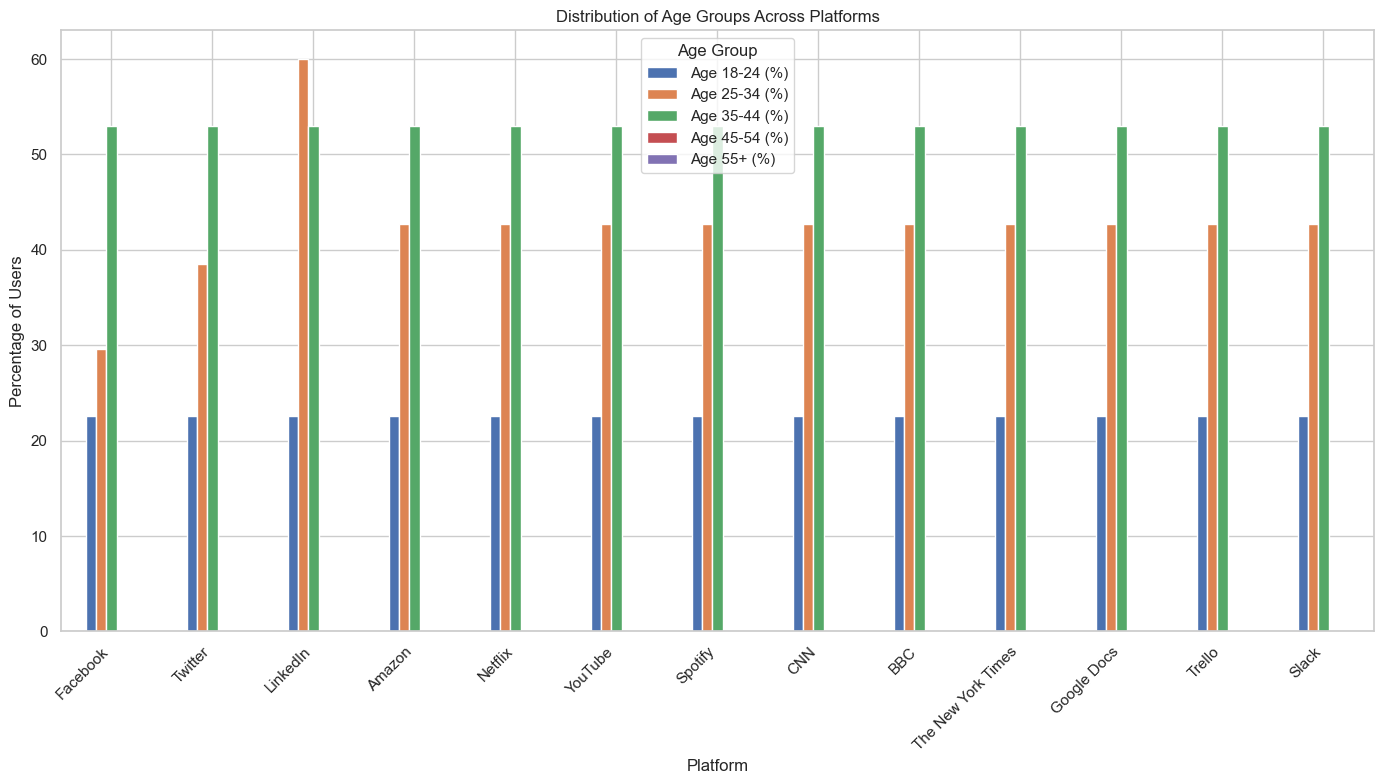 Distribution of Age Groups Across Platforms
Age Group
Age 18-24 (%)
Age 25-34 (%)
Age 35-44 (%)
Age 45-54 (%)
Age 55+ (%)
Percentage of Users
60
50
40
30
20
10
0
Facebook
Twitter
LinkedIn
Amazon
Netflix
YouTube
Spotify
CNN
BBC
The New York Times
Google Docs
Trello
Slack
Platform